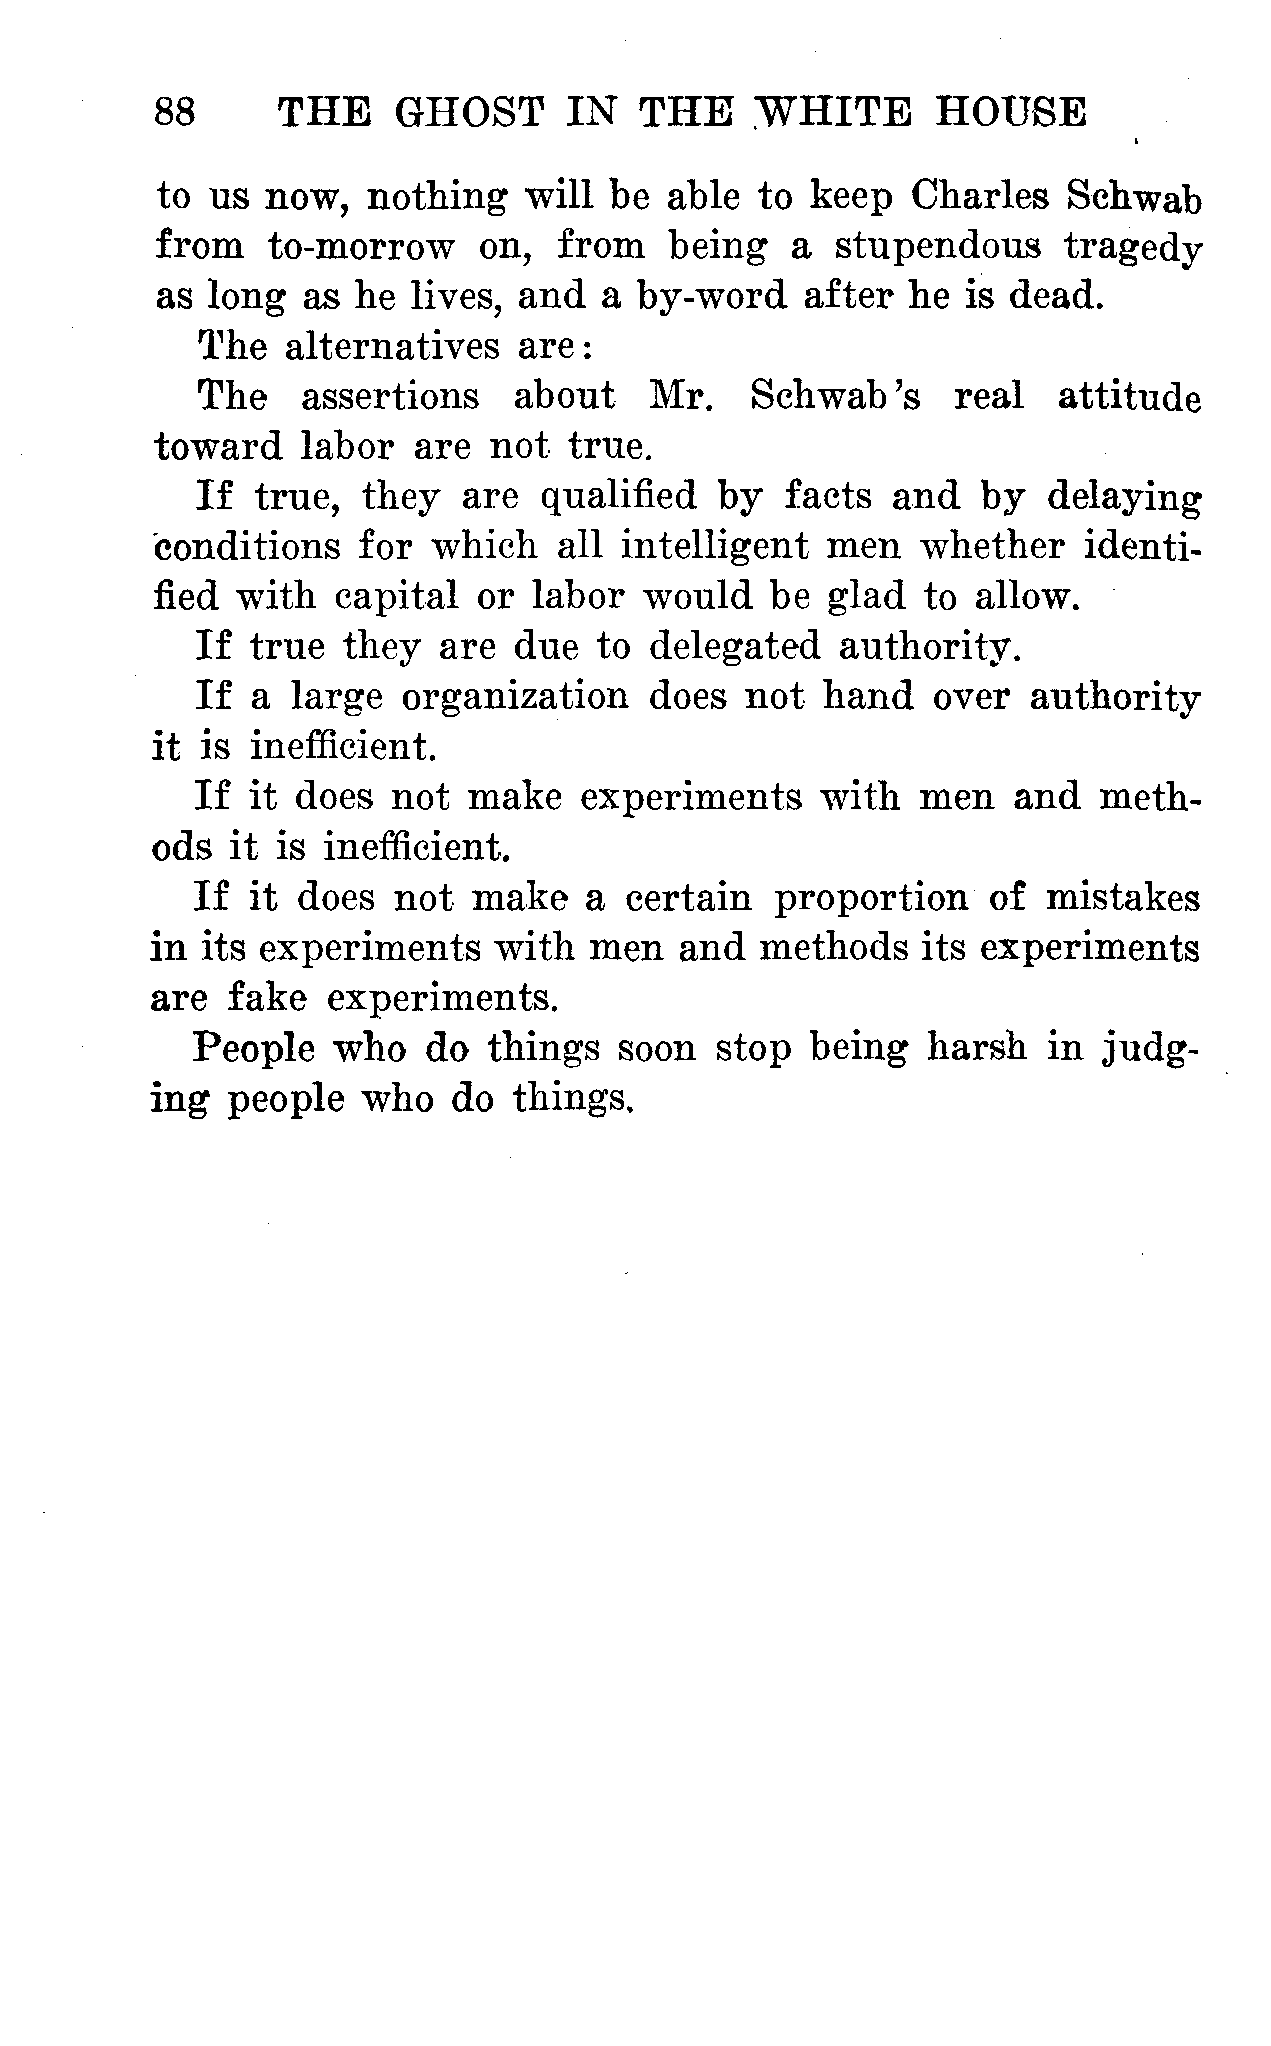 88 THE GHOST IN THE WHITE HOUSE
to us now, nothing will be able to keep Charles Schwab
from to-morrow on, from being a stupendous tragedy
as long as he lives, and a by-word after he is dead.
The alternatives are:
The assertions about Mr. Schwab's real attitude
toward labor are not true.
If true, they are qualified by facts and by delaying
conditions for which all intelligent men whether identi-
fied with capital or labor would be glad to allow.
If true they are due to delegated authority.
If a large organization does not hand over authority
it is inefficient.
If it does not make experiments with men and meth-
ods it is inefficient.
If it does not make a certain proportion of mistakes
in its experiments with men and methods its experiments
are fake experiments.
People who do things soon stop being harsh in judg-
ing people who do things.